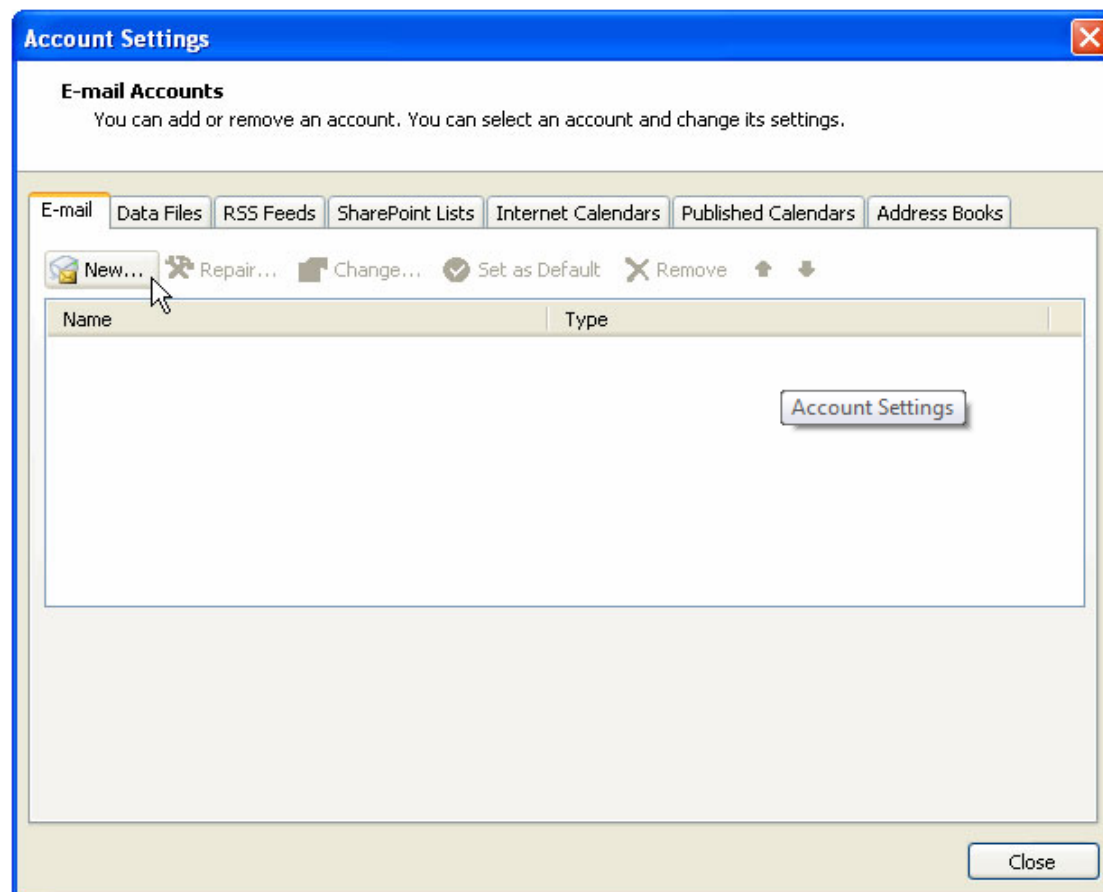 Account Settings
E-mail Accounts
You can add or remove an account. You can select an account and change its settings.
E-mail Data Files RSS Feeds SharePoint Lists Internet Calendars Published Calendars Address Books
New... Repair... Change... Set as Default Remove
Name Type
Account Settings
Close